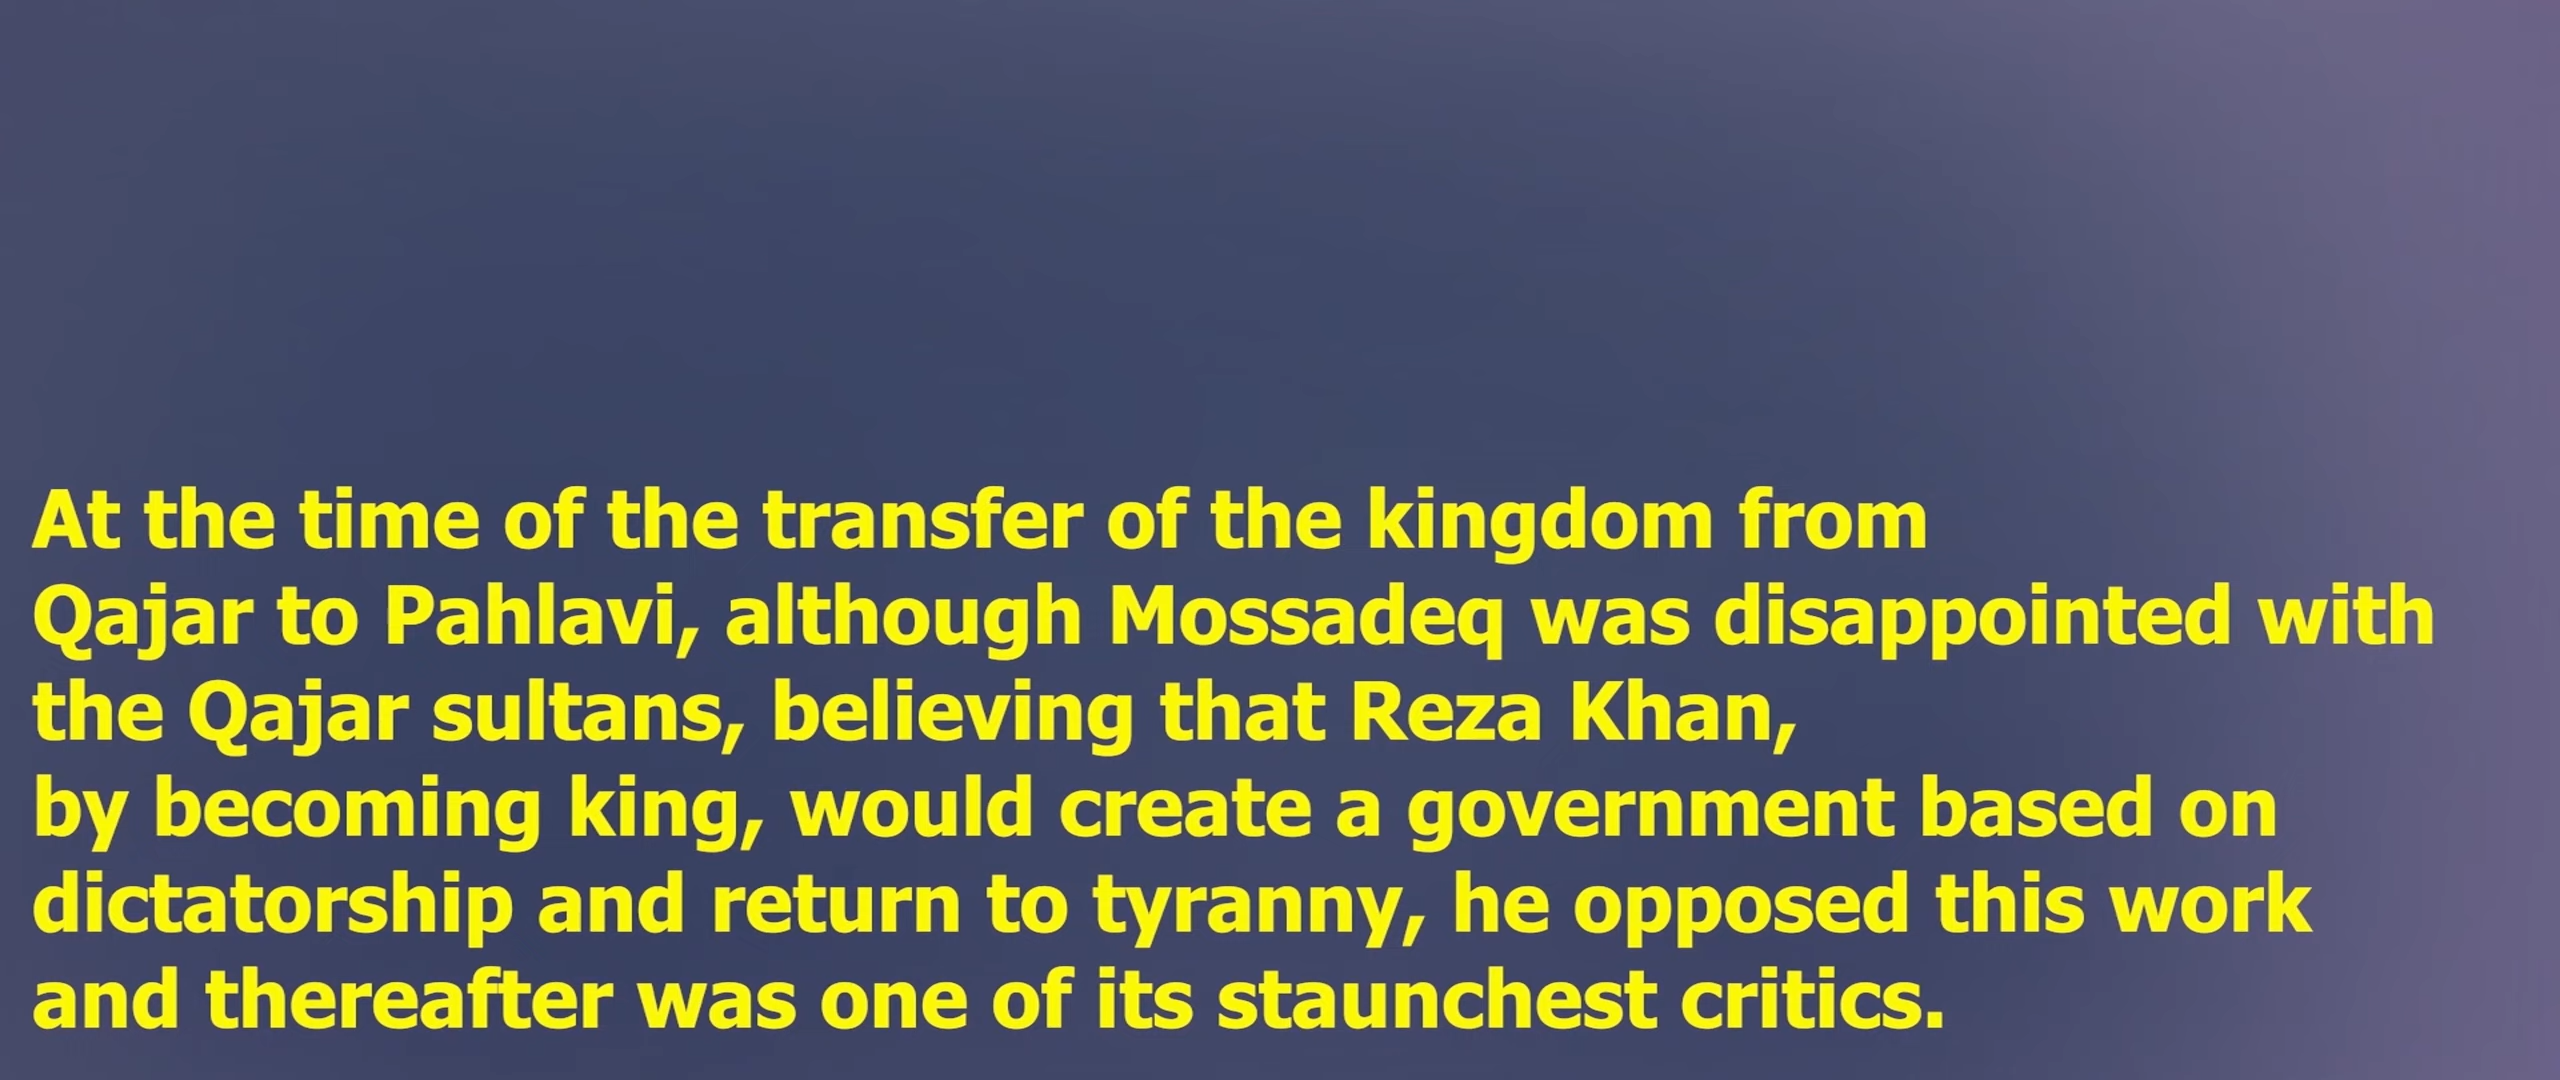 At the time of the transfer of the kingdom from
Qajar to Pahlavi, although Mossadeq was disappointed with
the Qajar sultans, believing that Reza Khan,
by becoming king, would create a government based on
dictatorship and return to tyranny, he opposed this work
and thereafter was one of its staunchest critics.